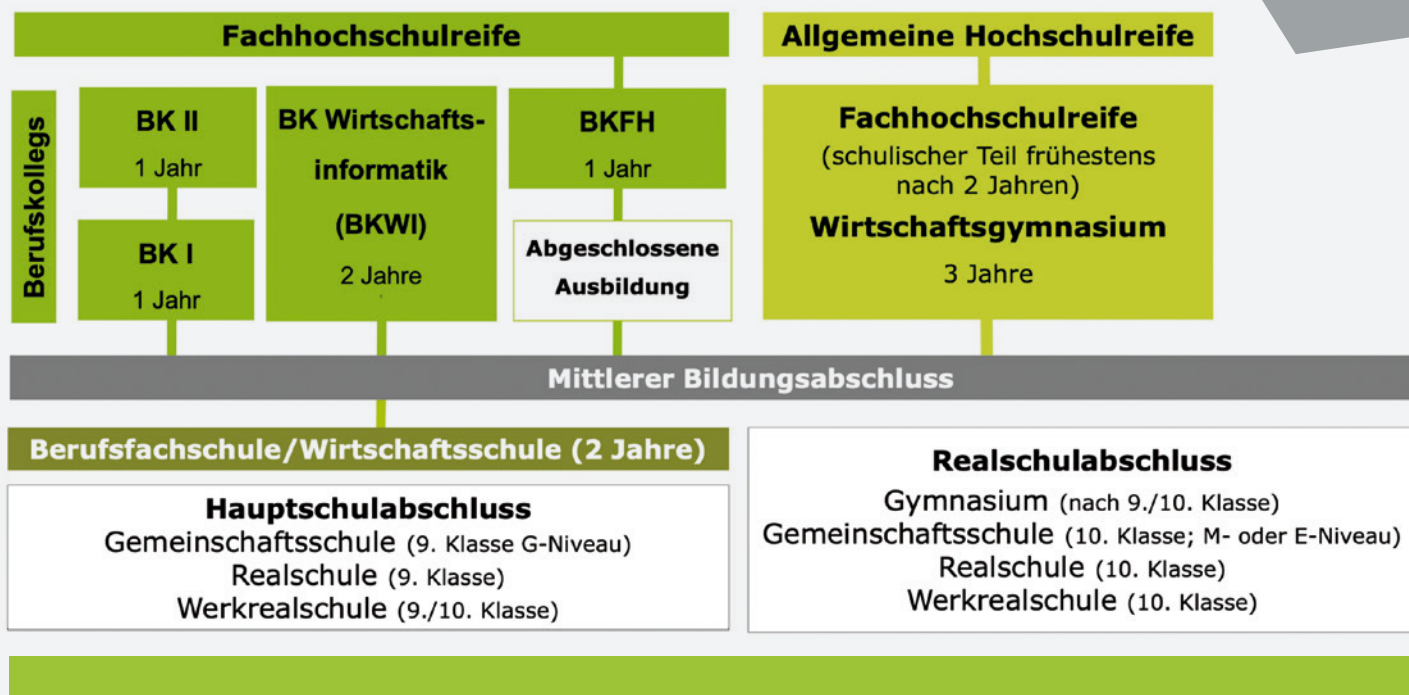 Fachhochschulreife
Allgemeine Hochschulreife
Berufskollegs
BK II
1 Jahr
BK I
1 Jahr
BK Wirtschafts-
informatik
(BKWI)
2 Jahre
BKFH
1 Jahr
Abgeschlossene
Ausbildung
Fachhochschulreife
(schulischer Teil frühestens
nach 2 Jahren)
Wirtschaftsgymnasium
3 Jahre
Mittlerer Bildungsabschluss
Berufsfachschule/Wirtschaftsschule (2 Jahre)
Hauptschulabschluss
Gemeinschaftsschule (9. Klasse G-Niveau)
Realschule (9. Klasse)
Werkrealschule (9./10. Klasse)
Realschulabschluss
Gymnasium (nach 9./10. Klasse)
Gemeinschaftsschule (10. Klasse; M- oder E-Niveau)
Realschule (10. Klasse)
Werkrealschule (10. Klasse)